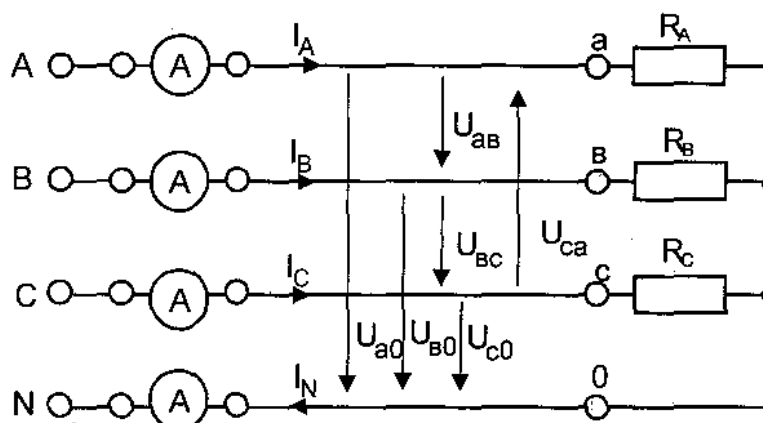 I_A a R_A
A A
U_aв
I_B в R_B
B A
U_вc U_ca
I_C c R_C
C A
U_a0 U_в0 U_c0
I_N 0
N A